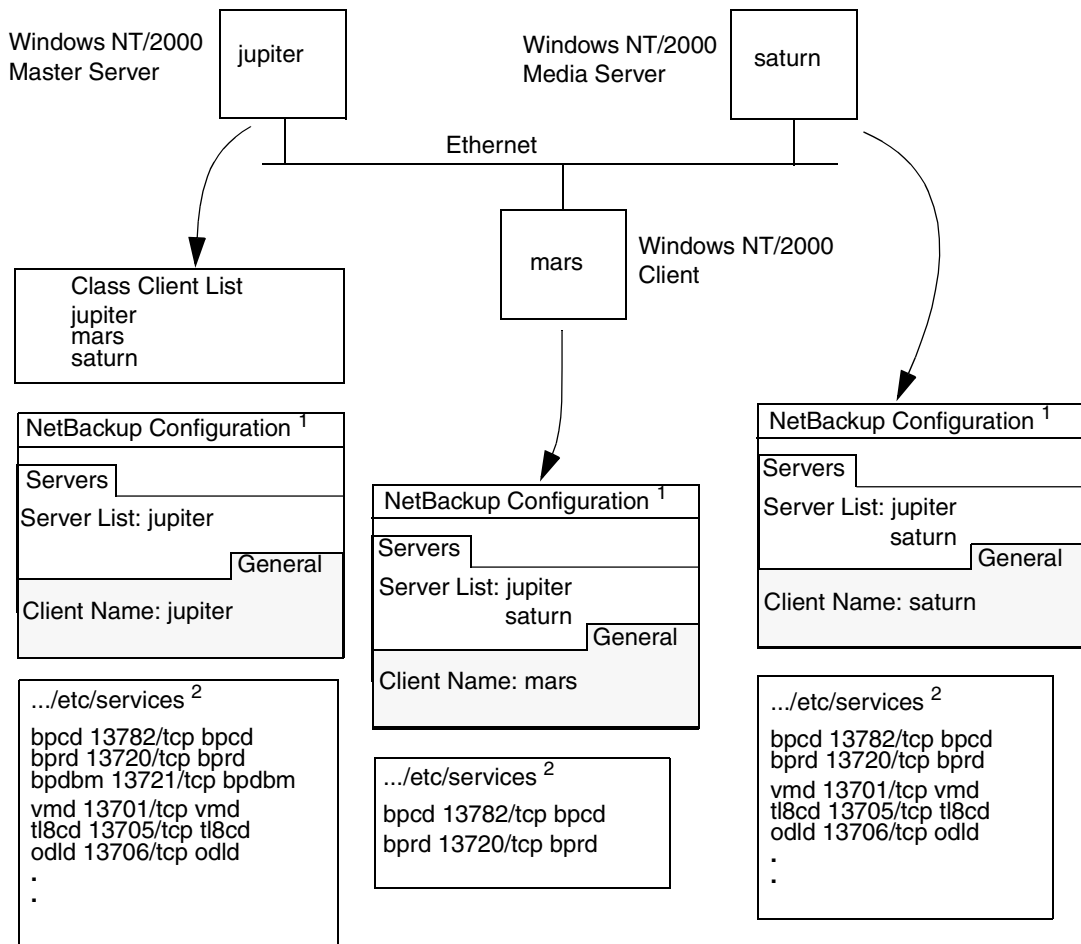 Windows NT/2000
Master Server
jupiter
Windows NT/2000
Media Server
saturn
Ethernet
mars
Windows NT/2000
Client
Class Client List
jupiter
mars
saturn
NetBackup Configuration 1
Servers
Server List: jupiter
General
Client Name: jupiter
.../etc/services 2
bpcd 13782/tcp bpcd
bprd 13720/tcp bprd
bpdbm 13721/tcp bpdbm
vmd 13701/tcp vmd
tl8cd 13705/tcp tl8cd
odld 13706/tcp odld
.
.
NetBackup Configuration 1
Servers
Server List: jupiter
saturn
General
Client Name: mars
.../etc/services 2
bpcd 13782/tcp bpcd
bprd 13720/tcp bprd
NetBackup Configuration 1
Servers
Server List: jupiter
saturn
General
Client Name: saturn
.../etc/services 2
bpcd 13782/tcp bpcd
bprd 13720/tcp bprd
vmd 13701/tcp vmd
tl8cd 13705/tcp tl8cd
odld 13706/tcp odld
.
.